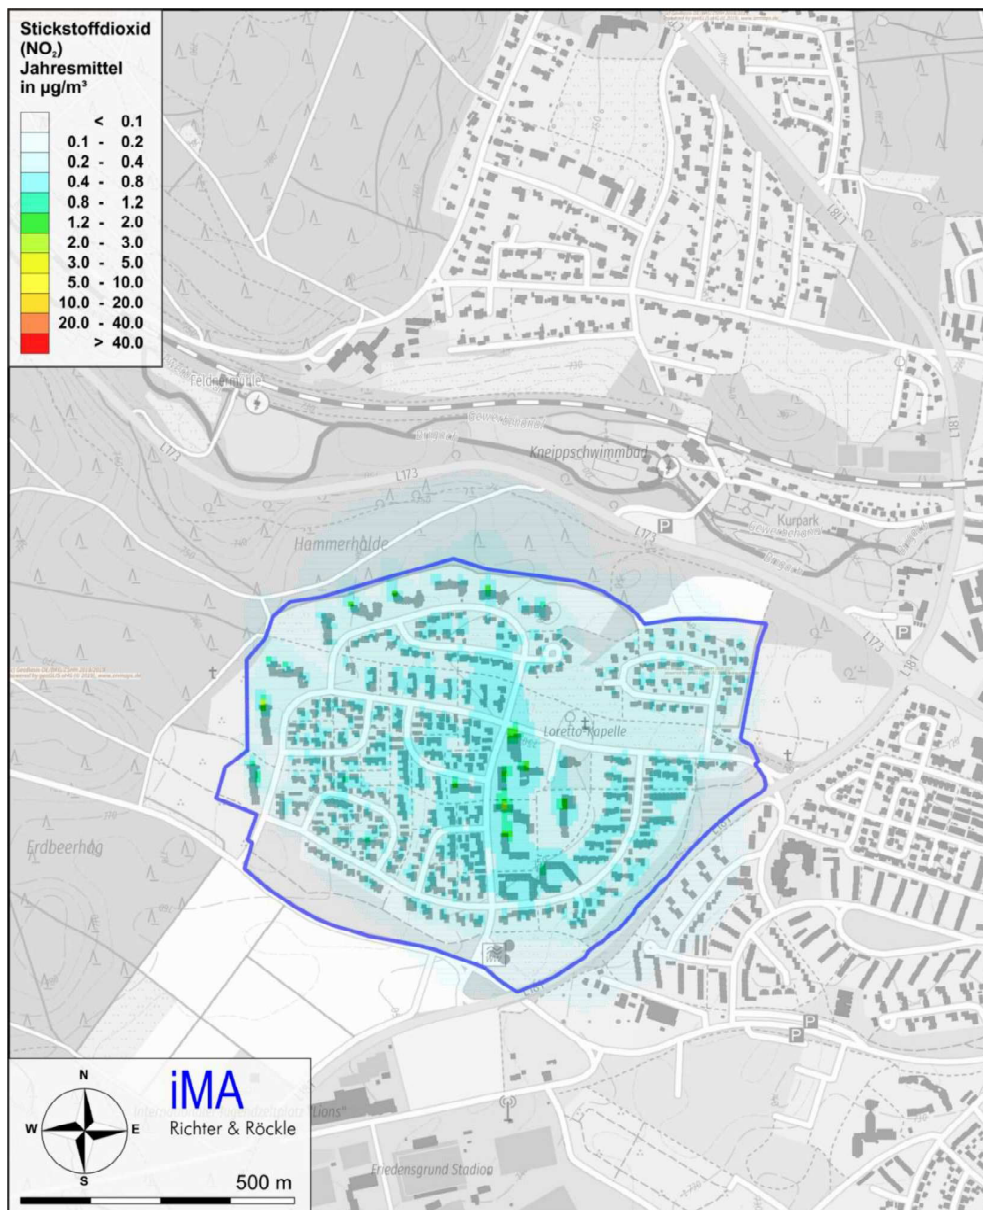 Stickstoffdioxid
(NO₂)
Jahresmittel
in µg/m³
< 0.1
0.1 - 0.2
0.2 - 0.4
0.4 - 0.8
0.8 - 1.2
1.2 - 2.0
2.0 - 3.0
3.0 - 5.0
5.0 - 10.0
10.0 - 20.0
20.0 - 40.0
> 40.0
L181
L173
Kneippschwimmbad
L181
L173
P
Kurpark
L173
Hammerhalde
P
L181
Loretto-Kapelle
Erdbeerhag
P
P
N
W E
S
iMA
Richter & Röckle
500 m
Friedensgrund Stadion